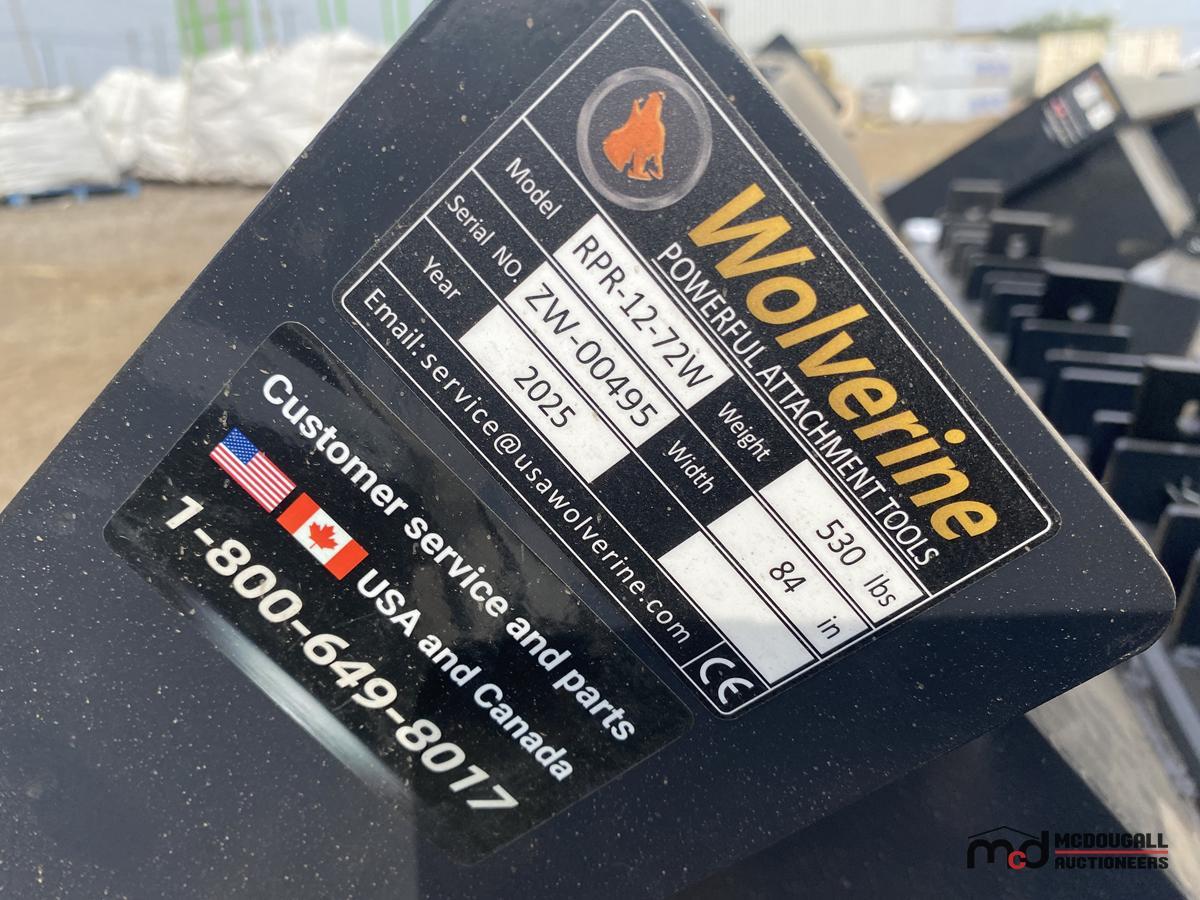 Wolverine
POWERFUL ATTACHMENT TOOLS
Model RPR-12-72W Weight 530 lbs
Serial NO. ZW-00495 Width 84 in
Year 2025
Email: service@usawolverine.com CE
Customer service and parts
USA and Canada
1-800-649-8017
mcd MCDOUGALL
AUCTIONEERS